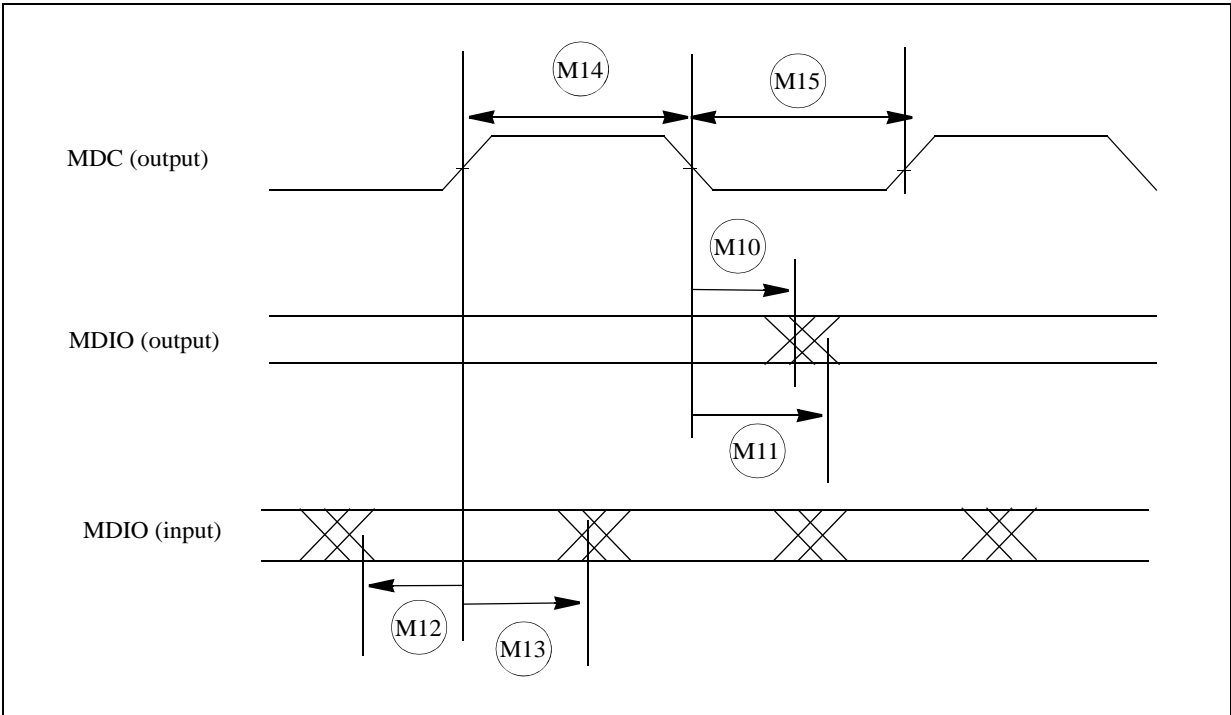 M14
M15
MDC (output)
M10
MDIO (output)
M11
MDIO (input)
M12
M13